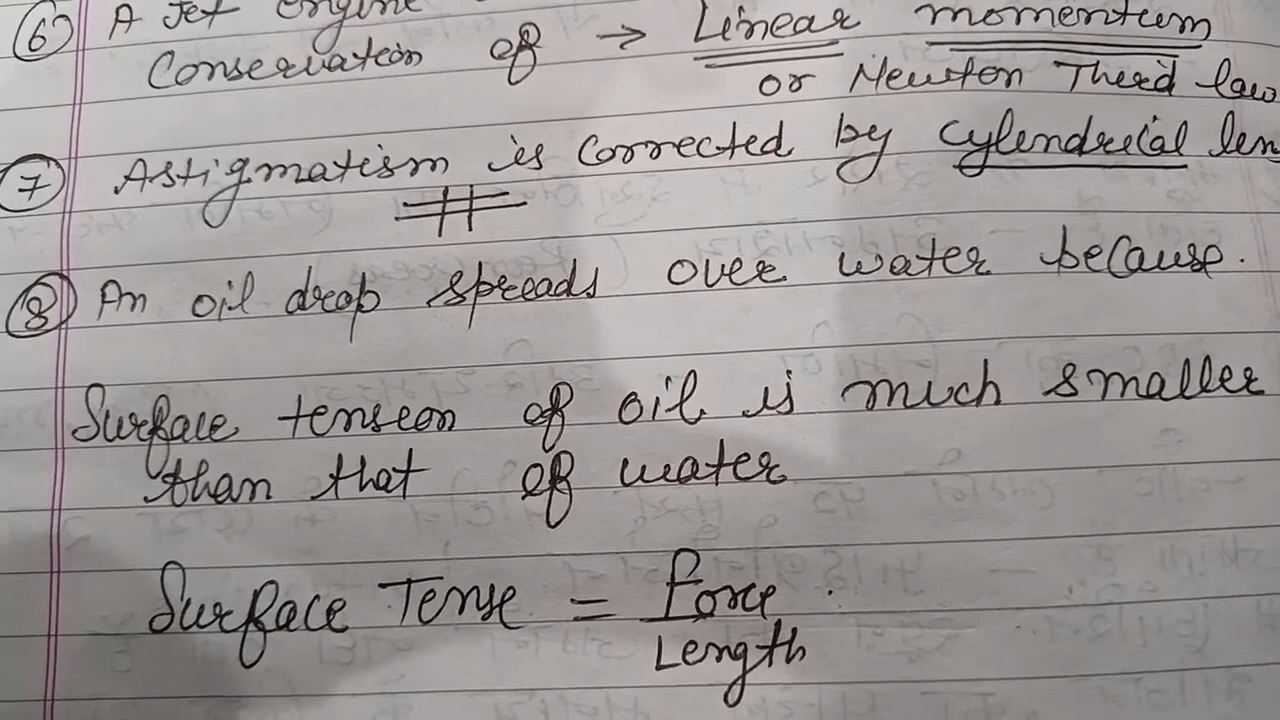 (6) A Jet engine
Conservation of → Linear momentum
or Newton Third law
(7) Astigmatism is corrected by cylendrical len
(8) An oil drop spreads over water because.
Surface tension of oil is much smaller
than that of water
Surface Tense = Force
Length